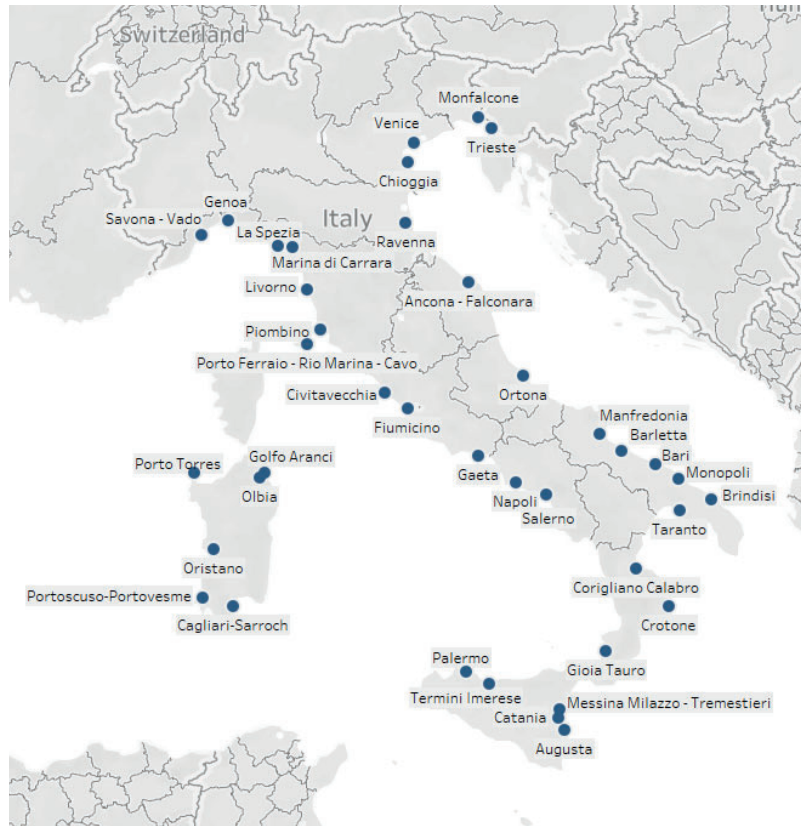 Switzerland
Monfalcone
Venice
Trieste
Chioggia
Genoa
Savona - Vado
Italy
La Spezia
Ravenna
Marina di Carrara
Livorno
Ancona - Falconara
Piombino
Porto Ferraio - Rio Marina - Cavo
Civitavecchia
Ortona
Fiumicino
Manfredonia
Barletta
Golfo Aranci
Porto Torres
Bari
Gaeta
Monopoli
Olbia
Napoli
Brindisi
Salerno
Taranto
Oristano
Corigliano Calabro
Portoscuso-Portovesme
Cagliari-Sarroch
Crotone
Palermo
Gioia Tauro
Termini Imerese
Messina Milazzo - Tremestieri
Catania
Augusta